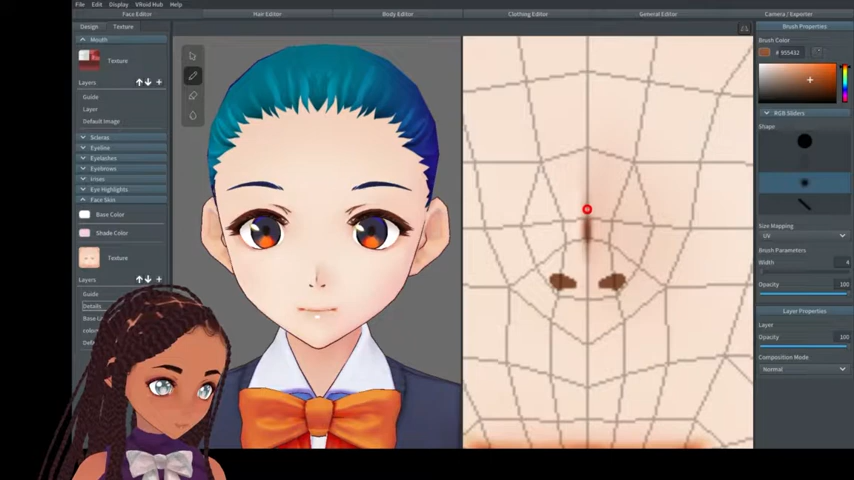 File Edit Display VRoid Hub Help
Face Editor Hair Editor Body Editor Clothing Editor General Editor Camera / Exporter
Design Texture
Mouth
Texture
Layers
Guide
Layer
Default Image
Scleras
Eyeline
Eyelashes
Eyebrows
Irises
Eye Highlights
Face Skin
Base Color
Shade Color
Texture
Layers
Guide
Details
Brush Properties
Brush Color
# 955432
RGB Sliders
Shape
Size Mapping
UV
Brush Parameters
Width 4
Opacity 100
Layer Properties
Layer
Opacity 100
Composition Mode
Normal